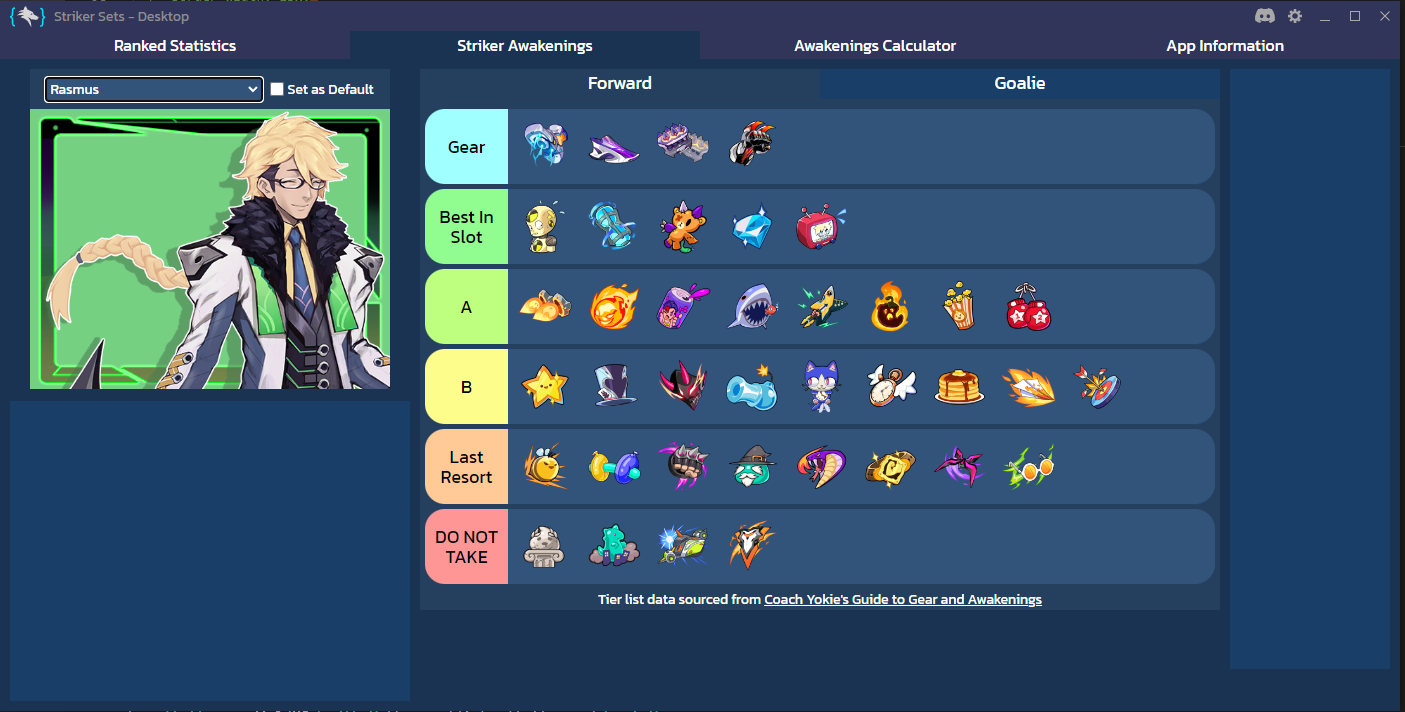 Striker Sets - Desktop
Ranked Statistics
Striker Awakenings
Awakenings Calculator
App Information
Rasmus
Set as Default
Forward
Goalie
Gear
Best In
Slot
A
B
Last
Resort
DO NOT
TAKE
Tier list data sourced from Coach Yokie's Guide to Gear and Awakenings